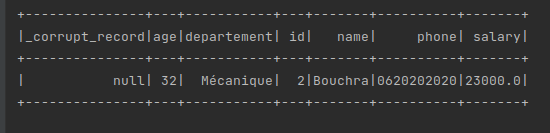 +---------------+---+-----------+---+-------+----------+-------+
|_corrupt_record|age|departement| id|   name|     phone| salary|
+---------------+---+-----------+---+-------+----------+-------+
|           null| 32|  Mécanique|  2|Bouchra|0620202020|23000.0|
+---------------+---+-----------+---+-------+----------+-------+